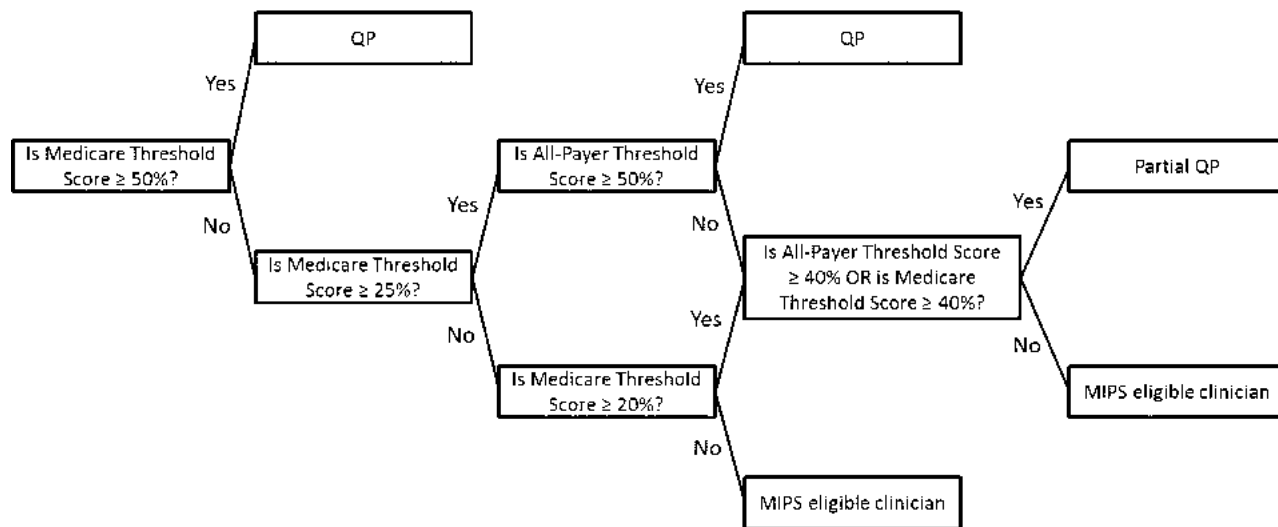 QP
QP
Yes
Yes
Is Medicare Threshold
Score ≥ 50%?
Is All-Payer Threshold
Score ≥ 50%?
Partial QP
Yes
Yes
No
No
Is Medicare Threshold
Score ≥ 25%?
Is All-Payer Threshold Score
≥ 40% OR is Medicare
Threshold Score ≥ 40%?
Yes
No
No
Is Medicare Threshold
Score ≥ 20%?
MIPS eligible clinician
No
MIPS eligible clinician